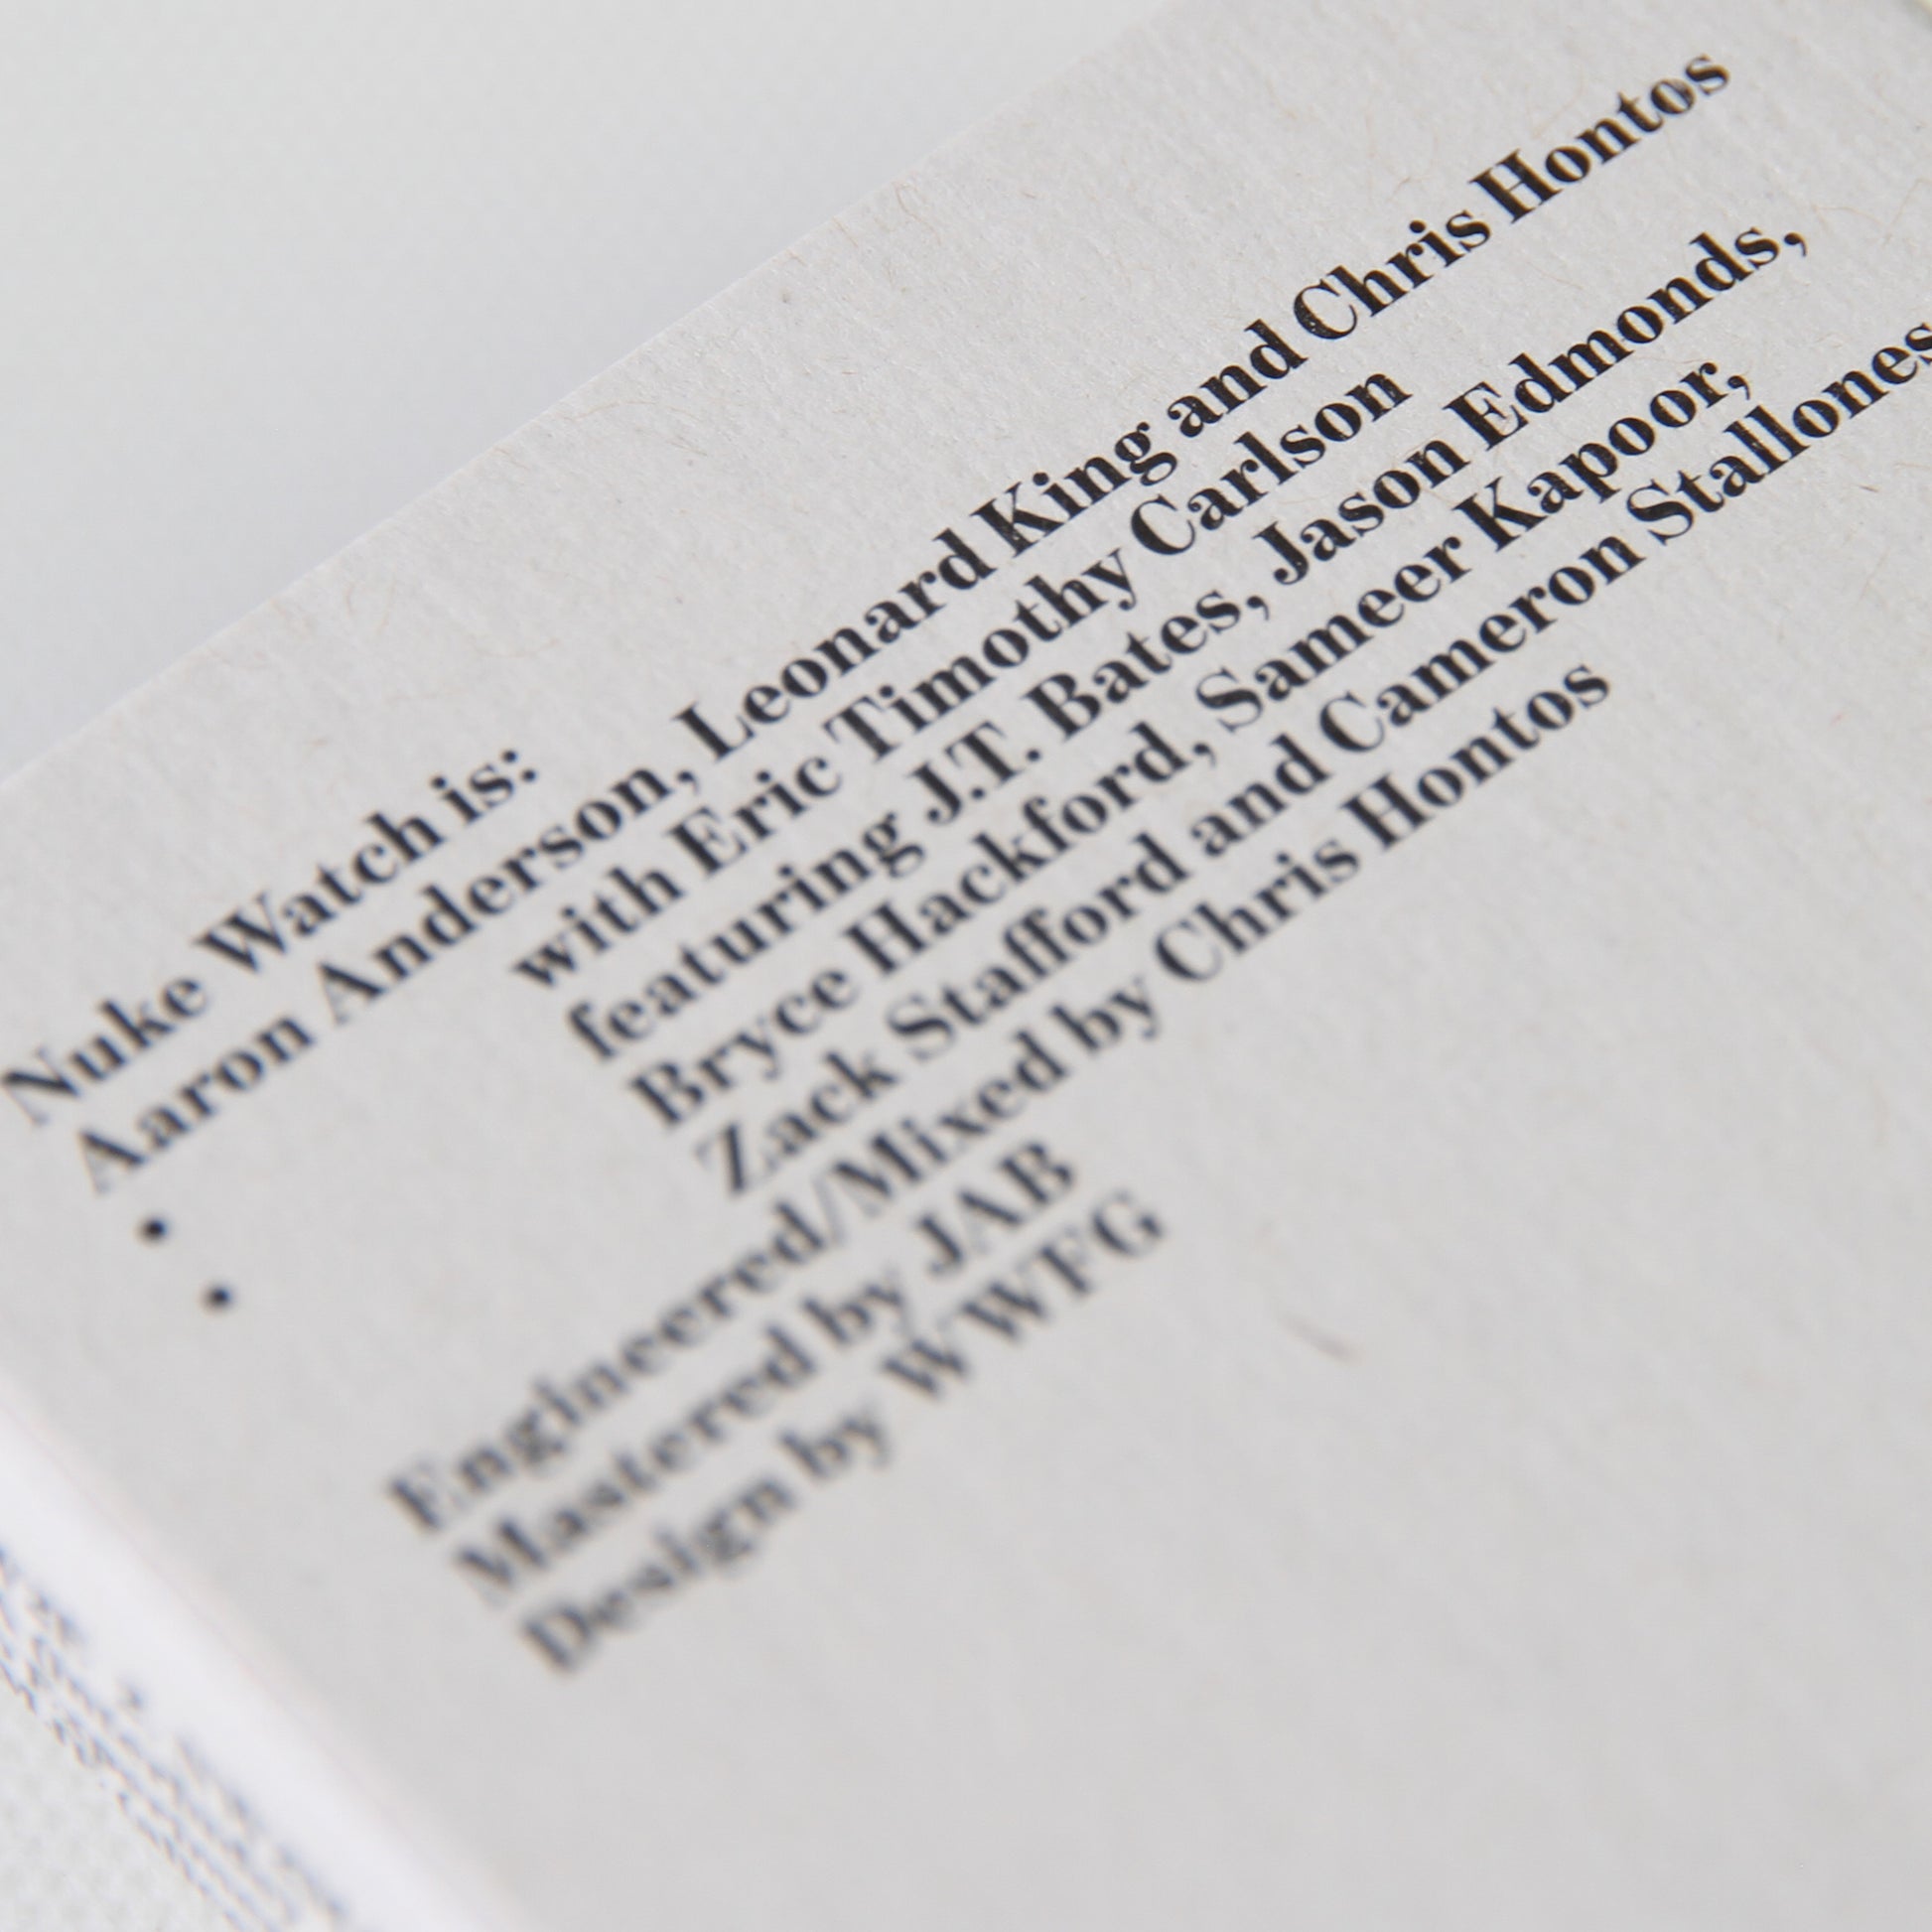 Nuke Watch is:
Aaron Anderson, Leonard King and Chris Hontos
• with Eric Timothy Carlson
• featuring J.T. Bates, Jason Edmonds,
Bryce Hackford, Sameer Kapoor,
Zack Stafford and Cameron Stallones
Engineered/Mixed by Chris Hontos
Mastered by JAB
Design by WWFG